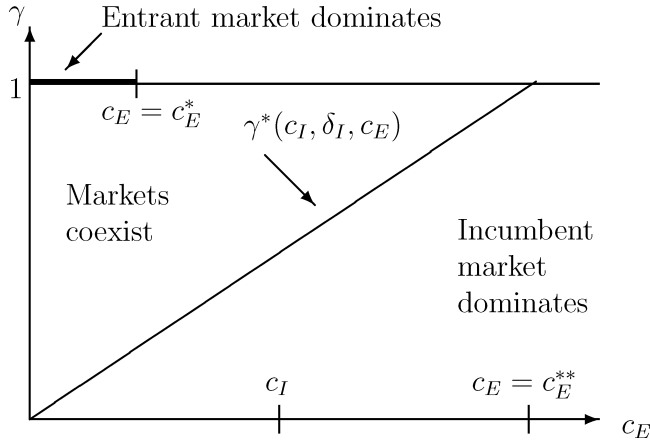 γ
Entrant market dominates
1
c_E = c_E^*
γ^*(c_I, δ_I, c_E)
Markets
coexist
Incumbent
market
dominates
c_I
c_E = c_E^{**}
c_E